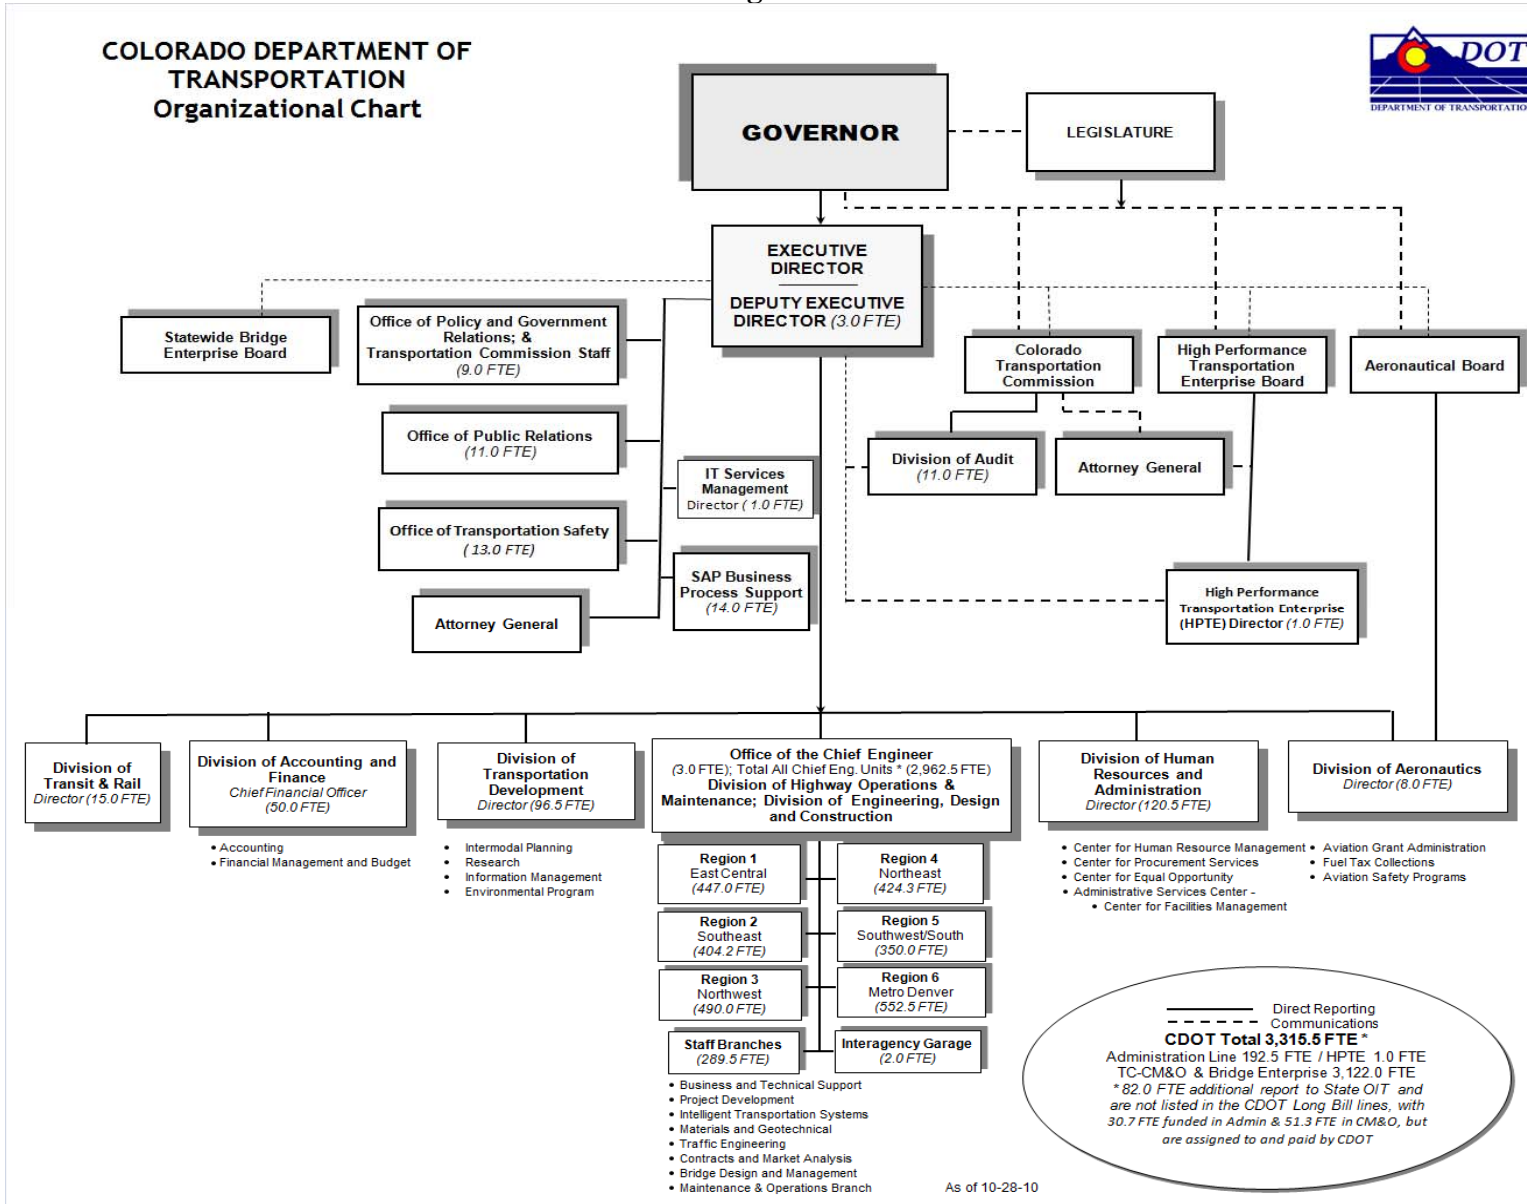 COLORADO DEPARTMENT OF
TRANSPORTATION
Organizational Chart
DOT
DEPARTMENT OF TRANSPORTATIO
GOVERNOR
LEGISLATURE
EXECUTIVE
DIRECTOR
DEPUTY EXECUTIVE
DIRECTOR (3.0 FTE)
Statewide Bridge
Enterprise Board
Office of Policy and Government
Relations; &
Transportation Commission Staff
(9.0 FTE)
Colorado
Transportation
Commission
High Performance
Transportation
Enterprise Board
Aeronautical Board
Office of Public Relations
(11.0 FTE)
IT Services
Management
Director ( 1.0 FTE)
Division of Audit
(11.0 FTE)
Attorney General
Office of Transportation Safety
( 13.0 FTE)
SAP Business
Process Support
(14.0 FTE)
Attorney General
High Performance
Transportation Enterprise
(HPTE) Director (1.0 FTE)
Division of
Transit & Rail
Director (15.0 FTE)
Division of Accounting and
Finance
Chief Financial Officer
(50.0 FTE)
• Accounting
• Financial Management and Budget
Division of
Transportation
Development
Director (96.5 FTE)
• Intermodal Planning
• Research
• Information Management
• Environmental Program
Office of the Chief Engineer
(3.0 FTE); Total All Chief Eng. Units * (2,962.5 FTE)
Division of Highway Operations &
Maintenance; Division of Engineering, Design
and Construction
Division of Human
Resources and
Administration
Director (120.5 FTE)
• Center for Human Resource Management
• Center for Procurement Services
• Center for Equal Opportunity
• Administrative Services Center -
• Center for Facilities Management
Division of Aeronautics
Director (8.0 FTE)
• Aviation Grant Administration
• Fuel Tax Collections
• Aviation Safety Programs
Region 1
East Central
(447.0 FTE)
Region 4
Northeast
(424.3 FTE)
Region 2
Southeast
(404.2 FTE)
Region 5
Southwest/South
(350.0 FTE)
Region 3
Northwest
(490.0 FTE)
Region 6
Metro Denver
(552.5 FTE)
Staff Branches
(289.5 FTE)
Interagency Garage
(2.0 FTE)
• Business and Technical Support
• Project Development
• Intelligent Transportation Systems
• Materials and Geotechnical
• Traffic Engineering
• Contracts and Market Analysis
• Bridge Design and Management
• Maintenance & Operations Branch
As of 10-28-10
Direct Reporting
Communications
CDOT Total 3,315.5 FTE *
Administration Line 192.5 FTE / HPTE 1.0 FTE
TC-CM&O & Bridge Enterprise 3,122.0 FTE
* 82.0 FTE additional report to State OIT and
are not listed in the CDOT Long Bill lines, with
30.7 FTE funded in Admin & 51.3 FTE in CM&O, but
are assigned to and paid by CDOT